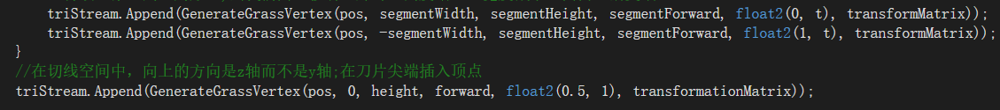 triStream.Append(GenerateGrassVertex(pos, segmentWidth, segmentHeight, segmentForward, float2(0, t), transformMatrix));
triStream.Append(GenerateGrassVertex(pos, -segmentWidth, segmentHeight, segmentForward, float2(1, t), transformMatrix));
}
//在切线空间中，向上的方向是z轴而不是y轴;在刀片尖端插入顶点
triStream.Append(GenerateGrassVertex(pos, 0, height, forward, float2(0.5, 1), transformationMatrix));